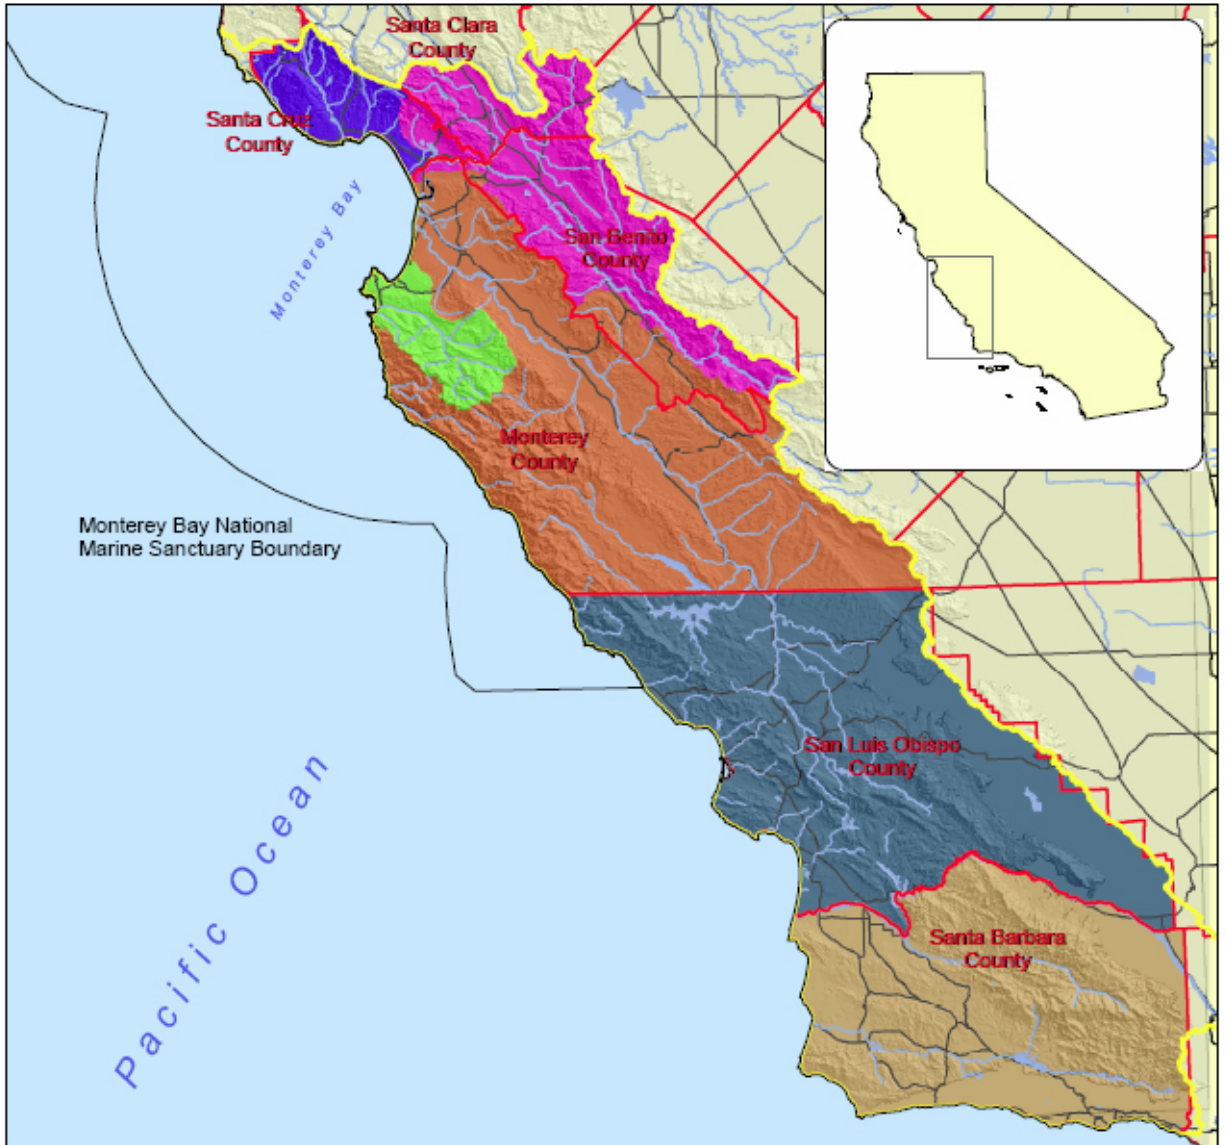 Santa Clara
County
Santa Cruz
County
Monterey Bay
San Benito
County
Monterey
County
Monterey Bay National
Marine Sanctuary Boundary
San Luis Obispo
County
Pacific Ocean
Santa Barbara
County